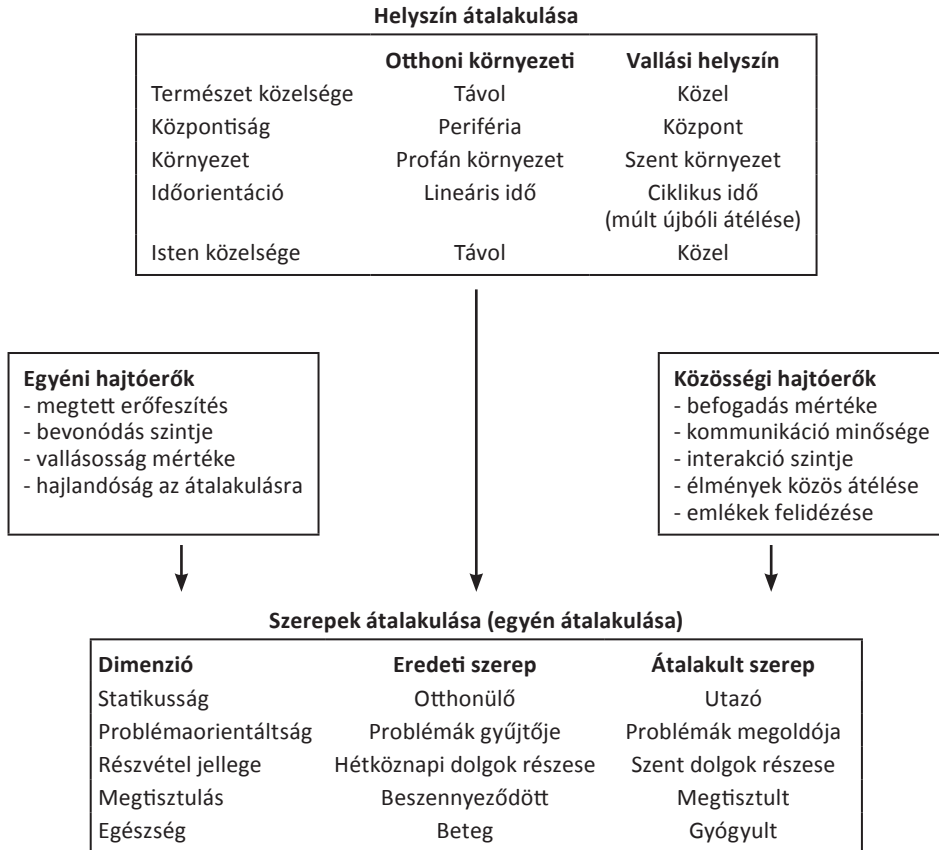 Helyszín átalakulása
Otthoni környezeti Vallási helyszín
Természet közelsége Távol Közel
Központiság Periféria Központ
Környezet Profán környezet Szent környezet
Időorientáció Lineáris idő Ciklikus idő
(múlt újbóli átélése)
Isten közelsége Távol Közel
Egyéni hajtóerők
- megtett erőfeszítés
- bevonódás szintje
- vallásosság mértéke
- hajlandóság az átalakulásra
Közösségi hajtóerők
- befogadás mértéke
- kommunikáció minősége
- interakció szintje
- élmények közös átélése
- emlékek felidézése
Szerepek átalakulása (egyén átalakulása)
Dimenzió Eredeti szerep Átalakult szerep
Statikusság Otthonülő Utazó
Problémaorientáltság Problémák gyűjtője Problémák megoldója
Részvétel jellege Hétköznapi dolgok részese Szent dolgok részese
Megtisulás Beszennyeződött Megtisult
Egészség Beteg Gyógyult